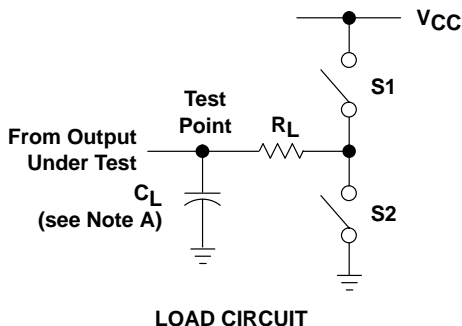 VCC
S1
Test
Point
RL
From Output
Under Test
CL
(see Note A)
S2
LOAD CIRCUIT